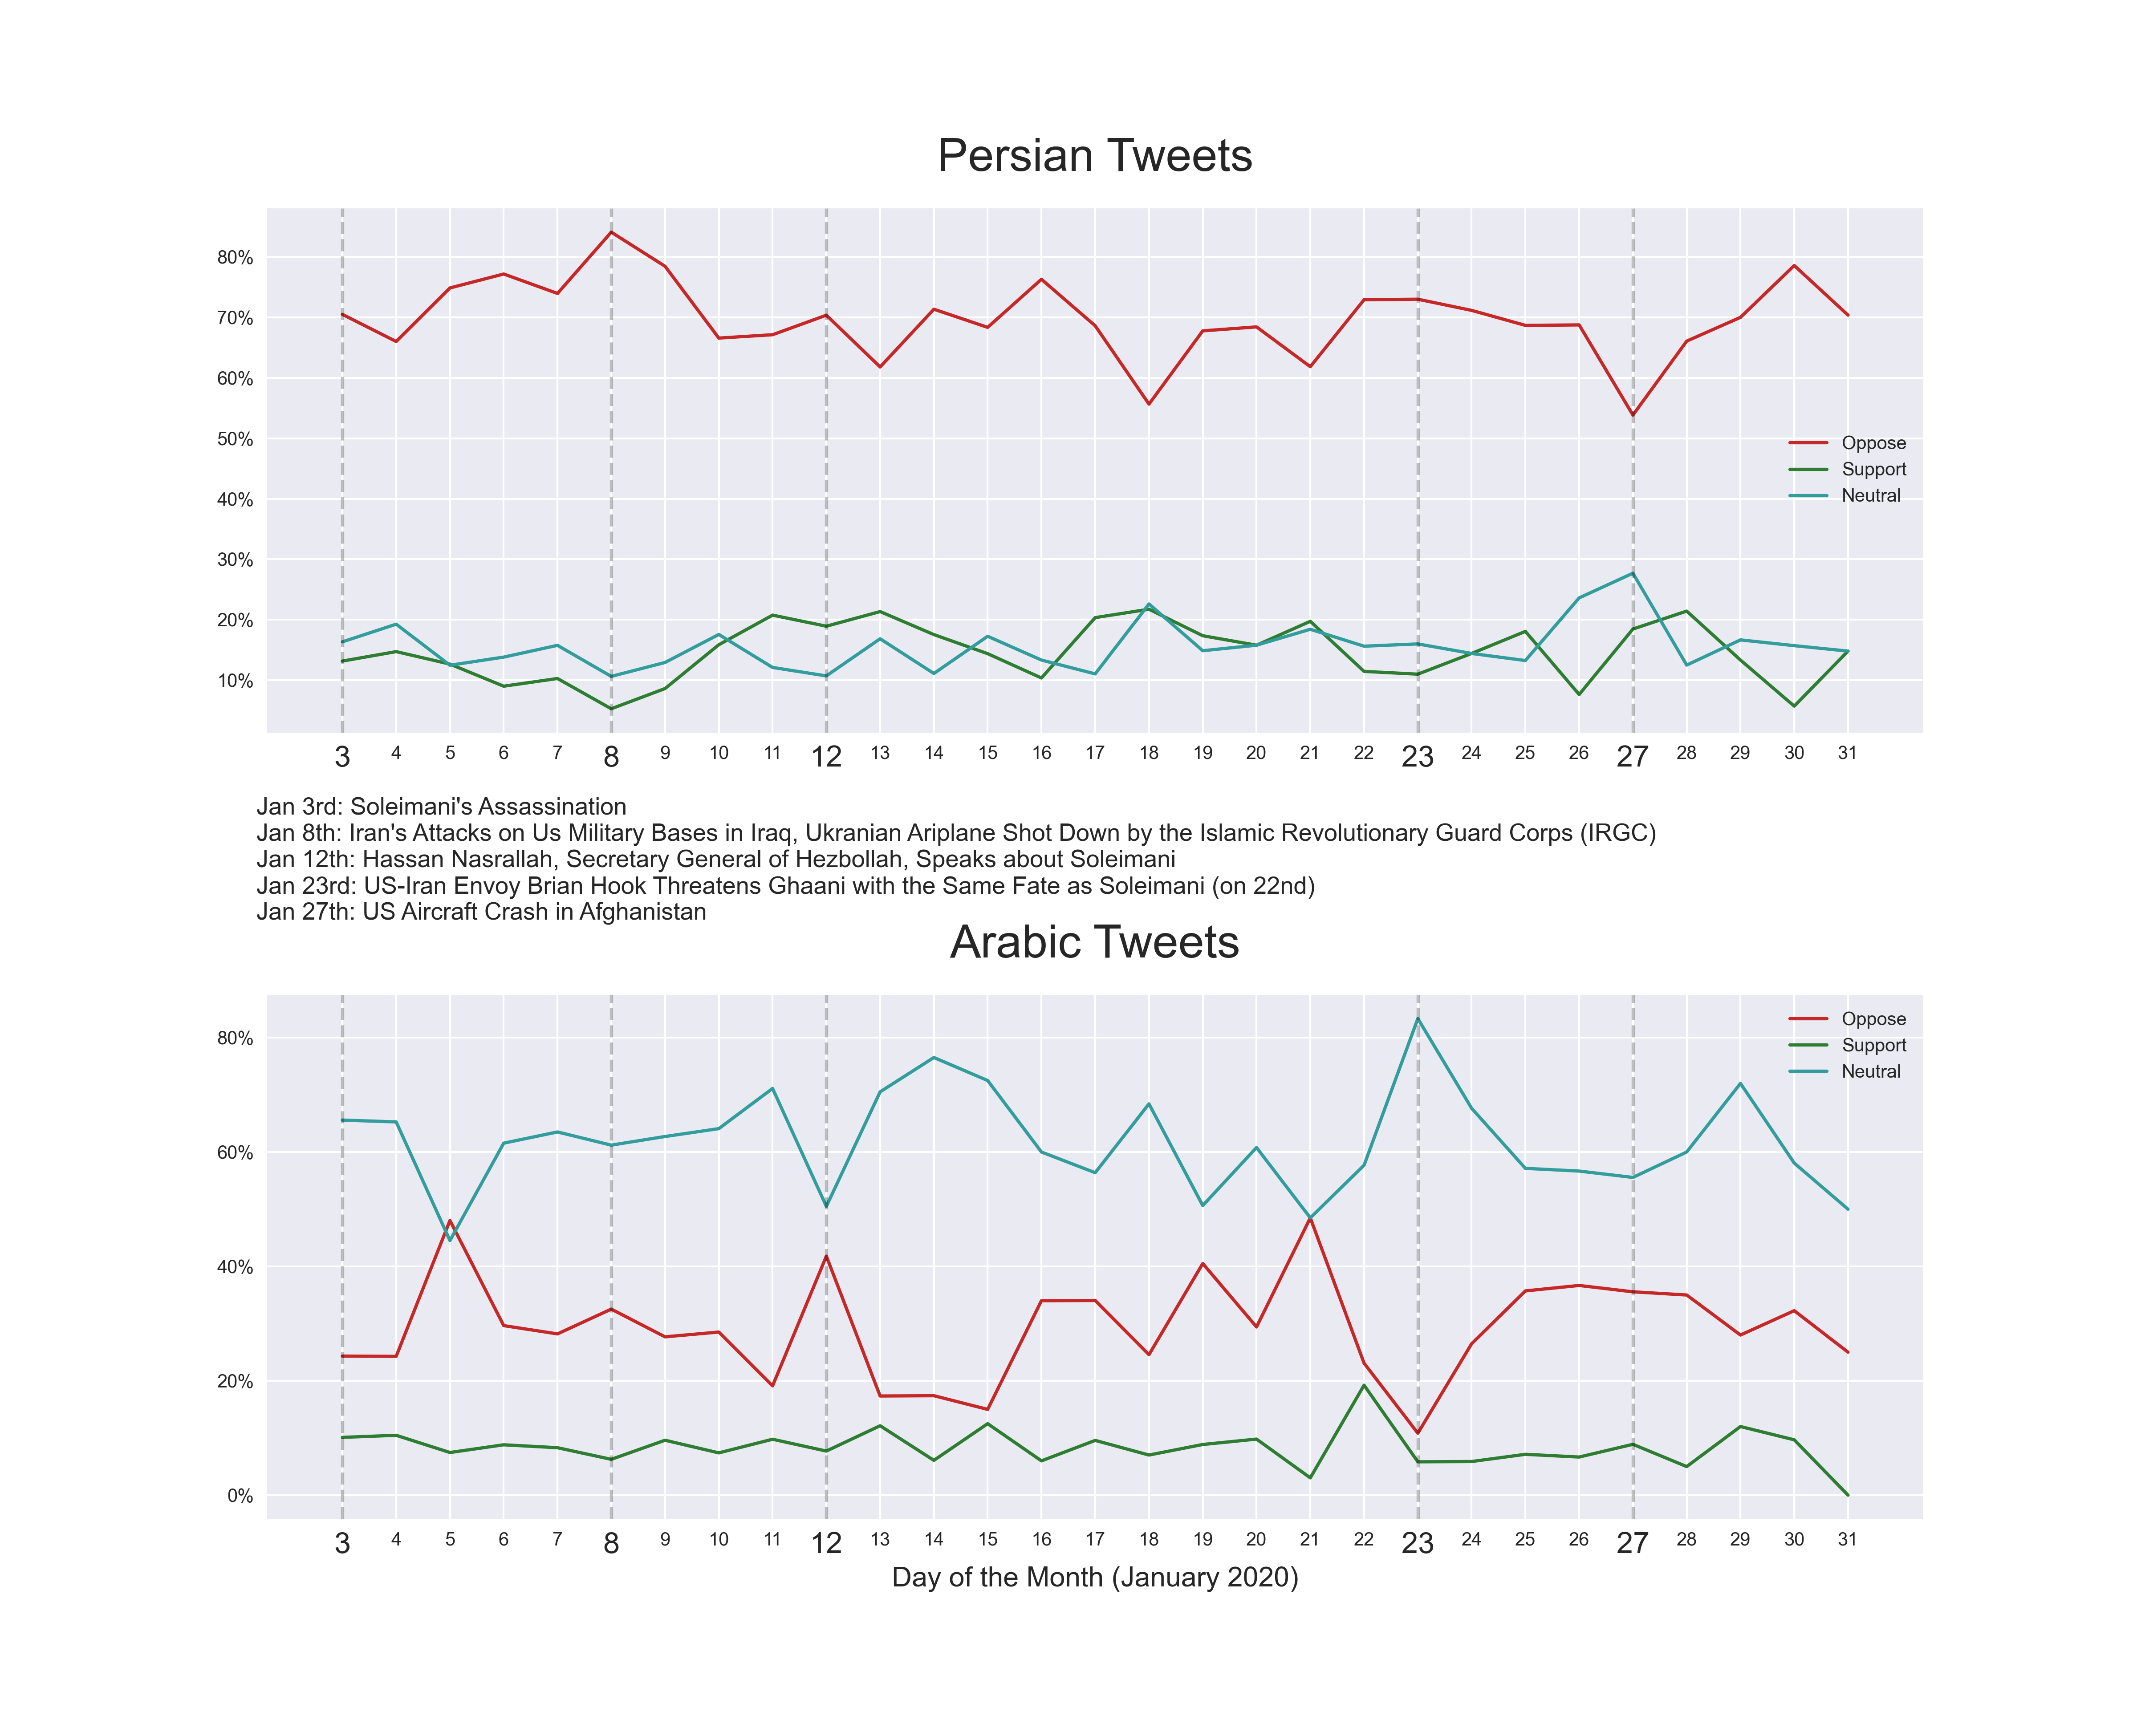 Persian Tweets
80%
70%
60%
50%
40%
30%
20%
10%
Oppose
Support
Neutral
3 4 5 6 7 8 9 10 11 12 13 14 15 16 17 18 19 20 21 22 23 24 25 26 27 28 29 30 31
Jan 3rd: Soleimani's Assassination
Jan 8th: Iran's Attacks on Us Military Bases in Iraq, Ukranian Ariplane Shot Down by the Islamic Revolutionary Guard Corps (IRGC)
Jan 12th: Hassan Nasrallah, Secretary General of Hezbollah, Speaks about Soleimani
Jan 23rd: US-Iran Envoy Brian Hook Threatens Ghaani with the Same Fate as Soleimani (on 22nd)
Jan 27th: US Aircraft Crash in Afghanistan
Arabic Tweets
80%
60%
40%
20%
0%
Oppose
Support
Neutral
3 4 5 6 7 8 9 10 11 12 13 14 15 16 17 18 19 20 21 22 23 24 25 26 27 28 29 30 31
Day of the Month (January 2020)